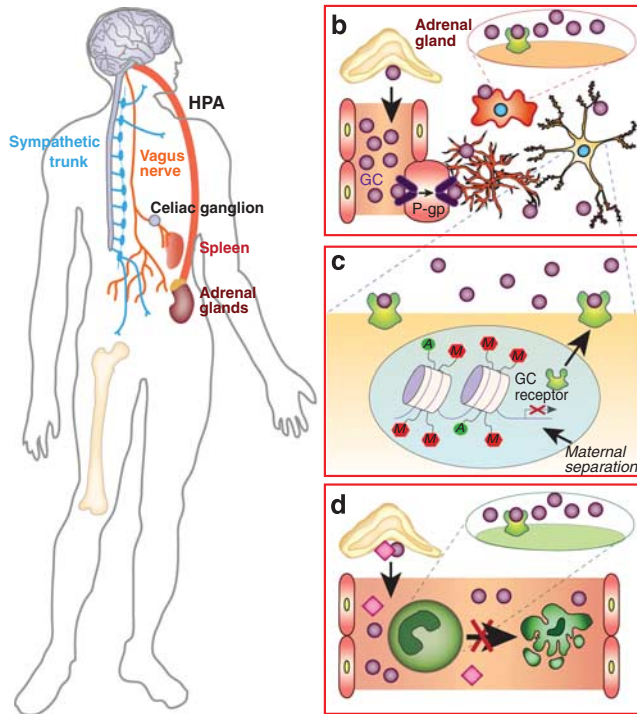 HPA
Sympathetic
trunk
Vagus
nerve
Celiac ganglion
Spleen
Adrenal
glands
b
Adrenal
gland
GC
P-gp
c
A
M
M
M
GC
receptor
M
M
A
M
M
Maternal
separation
d